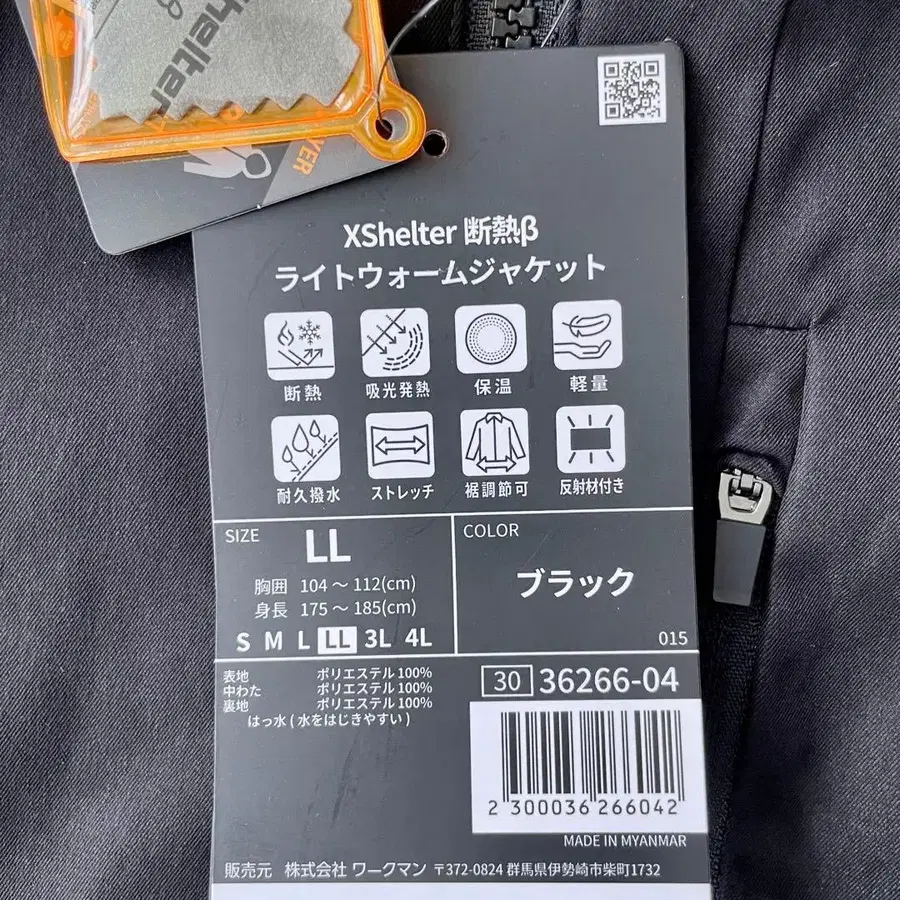 Shelter
YER
XShelter 断熱β
ライトウォームジャケット
断熱 吸光発熱 保温 軽量
耐久撥水 ストレッチ 裾調節可 反射材付き
SIZE
LL
胸囲 104 ～ 112(cm)
身長 175 ～ 185(cm)
S M L LL 3L 4L
COLOR
ブラック
015
表地 ポリエステル 100%
中わた ポリエステル 100%
裏地 ポリエステル 100%
はっ水 ( 水をはじきやすい )
30 36266-04
2 300036 266042
MADE IN MYANMAR
販売元 株式会社 ワークマン 〒372-0824 群馬県伊勢崎市柴町1732